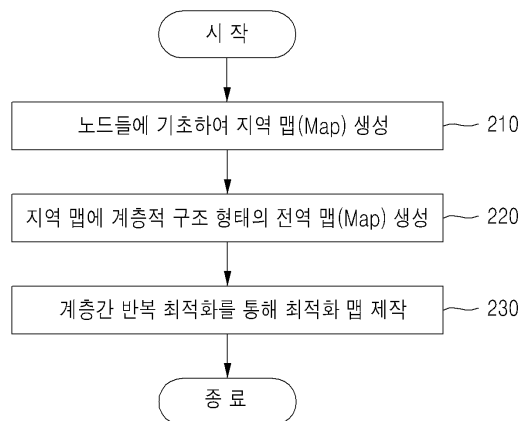 시 작
노드들에 기초하여 지역 맵(Map) 생성
210
지역 맵에 계층적 구조 형태의 전역 맵(Map) 생성
220
계층간 반복 최적화를 통해 최적화 맵 제작
230
종 료